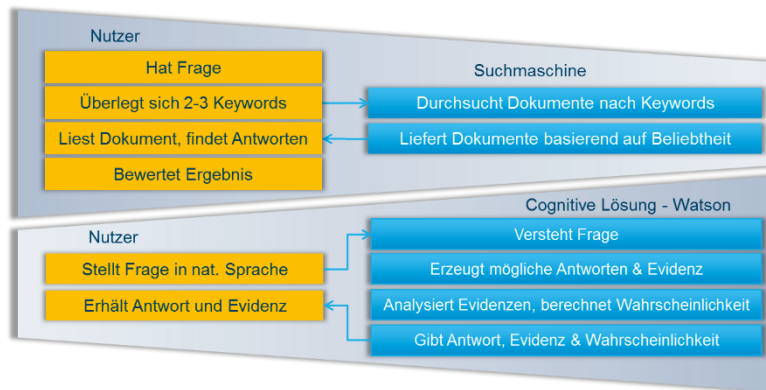 Nutzer
Hat Frage
Suchmaschine
Überlegt sich 2-3 Keywords
Durchsucht Dokumente nach Keywords
Liest Dokument, findet Antworten
Liefert Dokumente basierend auf Beliebtheit
Bewertet Ergebnis
Cognitive Lösung - Watson
Nutzer
Versteht Frage
Stellt Frage in nat. Sprache
Erzeugt mögliche Antworten & Evidenz
Erhält Antwort und Evidenz
Analysiert Evidenzen, berechnet Wahrscheinlichkeit
Gibt Antwort, Evidenz & Wahrscheinlichkeit